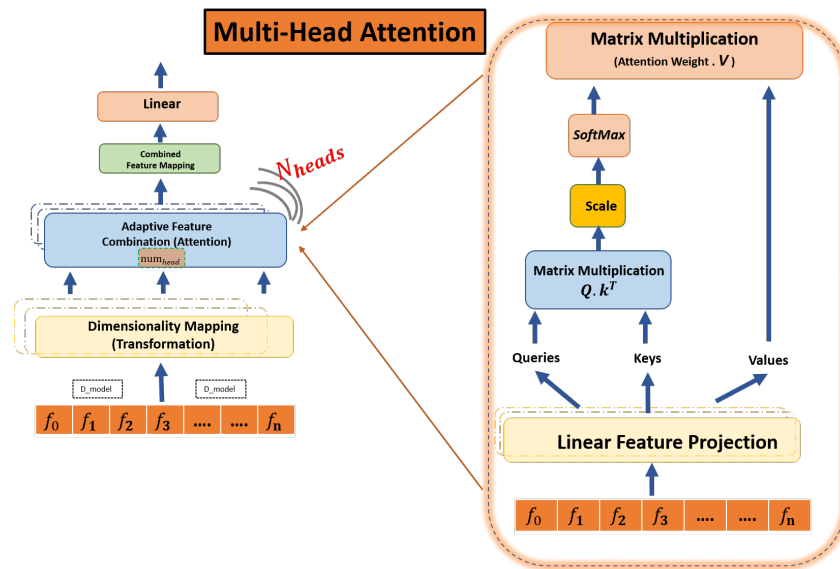 Multi-Head Attention
Linear
Combined
Feature Mapping
N_heads
Adaptive Feature
Combination (Attention)
num_head
Dimensionality Mapping
(Transformation)
D_model
D_model
f_0 f_1 f_2 f_3 .... .... f_n
Matrix Multiplication
(Attention Weight . V )
SoftMax
Scale
Matrix Multiplication
Q. k^T
Queries
Keys
Values
Linear Feature Projection
f_0 f_1 f_2 f_3 .... .... f_n